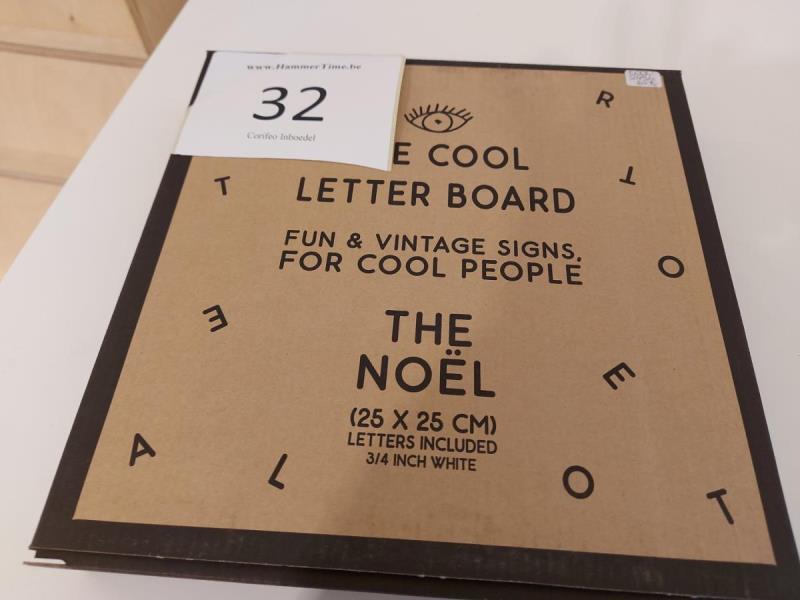 www.HammerTime.be
32
Corifeo Inboedel
E COOL
LETTER BOARD
FUN & VINTAGE SIGNS,
FOR COOL PEOPLE
THE
NOËL
(25 X 25 CM)
LETTERS INCLUDED
3/4 INCH WHITE
R
T
T
O
E
E
A
L
O
T